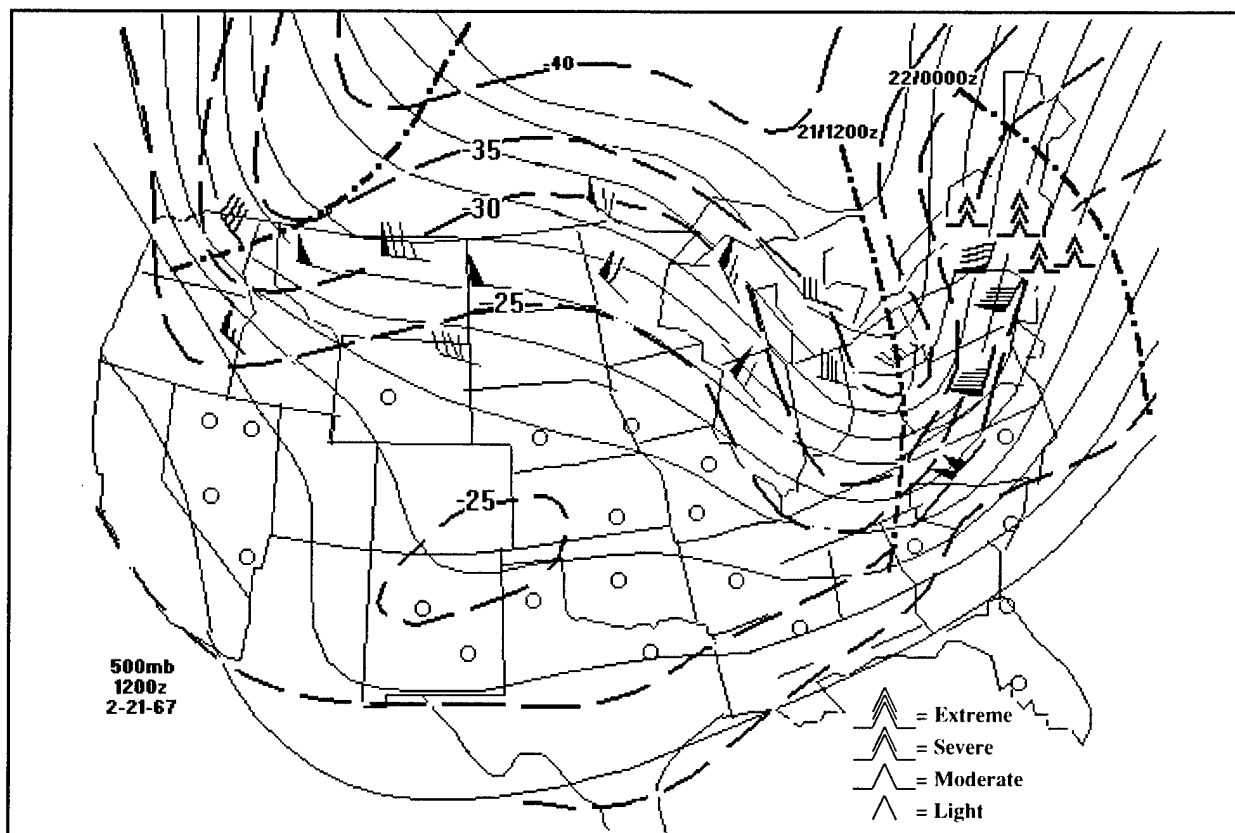 -40
22/0000z
21/1200z
-35
-30
-25
-25
500mb
1200z
2-21-67
= Extreme
= Severe
= Moderate
= Light